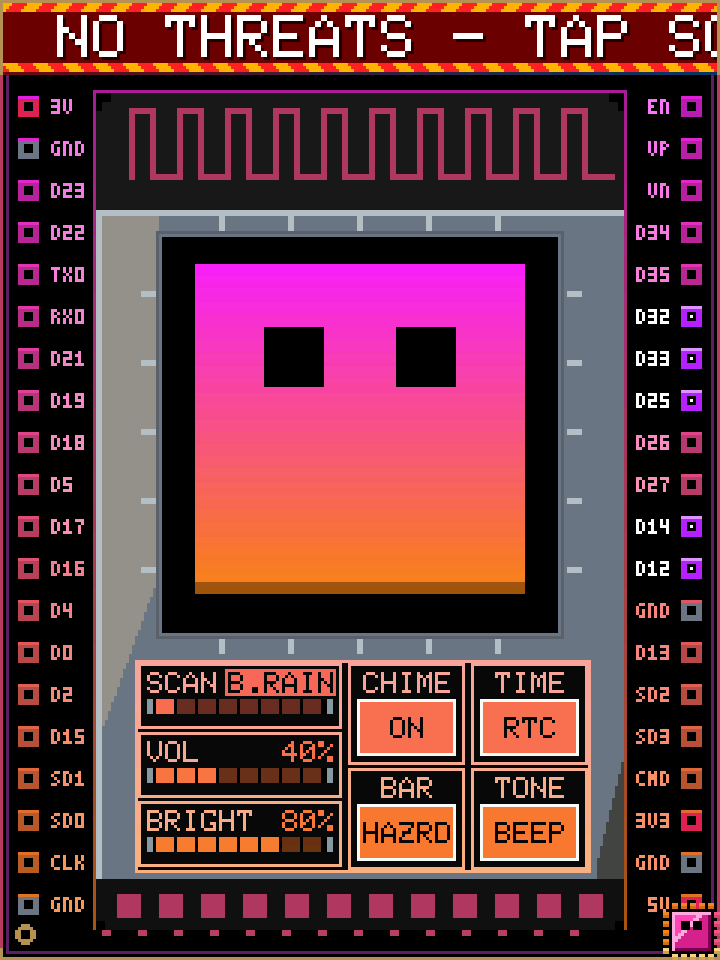 NO THREATS - TAP SC
3V EN
GND VP
D23 VN
D22 D34
TX0 D35
RX0 D32
D21 D33
D19 D25
D18 D26
D5 D27
D17 D14
D16 D12
D4 GND
D0 D13
D2 SD2
D15 SD3
SD1 CMD
SD0 3V3
CLK GND
GND 5V
SCAN B.RAIN
VOL 40%
BRIGHT 80%
CHIME
ON
TIME
RTC
BAR
HAZRD
TONE
BEEP